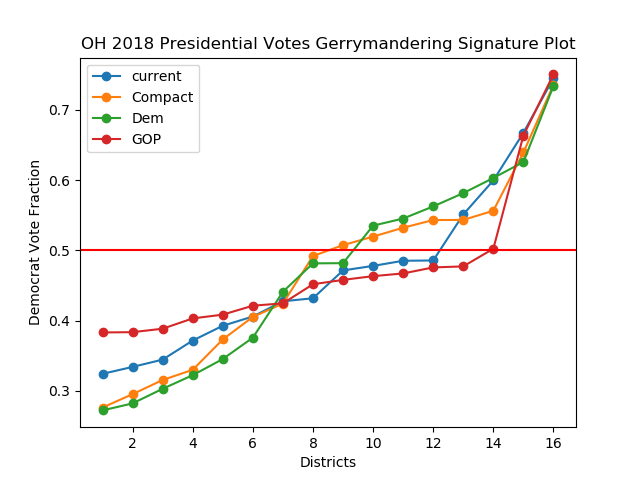 OH 2018 Presidential Votes Gerrymandering Signature Plot
current
Compact
Dem
GOP
Democrat Vote Fraction
0.7
0.6
0.5
0.4
0.3
2 4 6 8 10 12 14 16
Districts